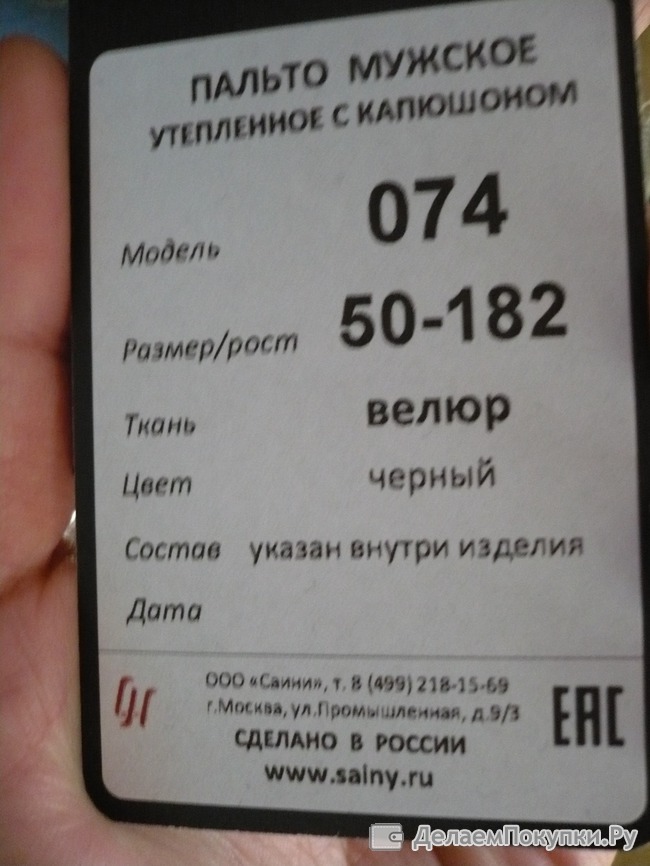 ПАЛЬТО МУЖСКОЕ
УТЕПЛЕННОЕ С КАПЮШОНОМ
Модель 074
Размер/рост 50-182
Ткань велюр
Цвет черный
Состав указан внутри изделия
Дата
ООО «Саини», т. 8 (499) 218-15-69
г.Москва, ул.Промышленная, д.9/3
СДЕЛАНО В РОССИИ
www.sainy.ru
EAC
ДелаемПокупки.Ру